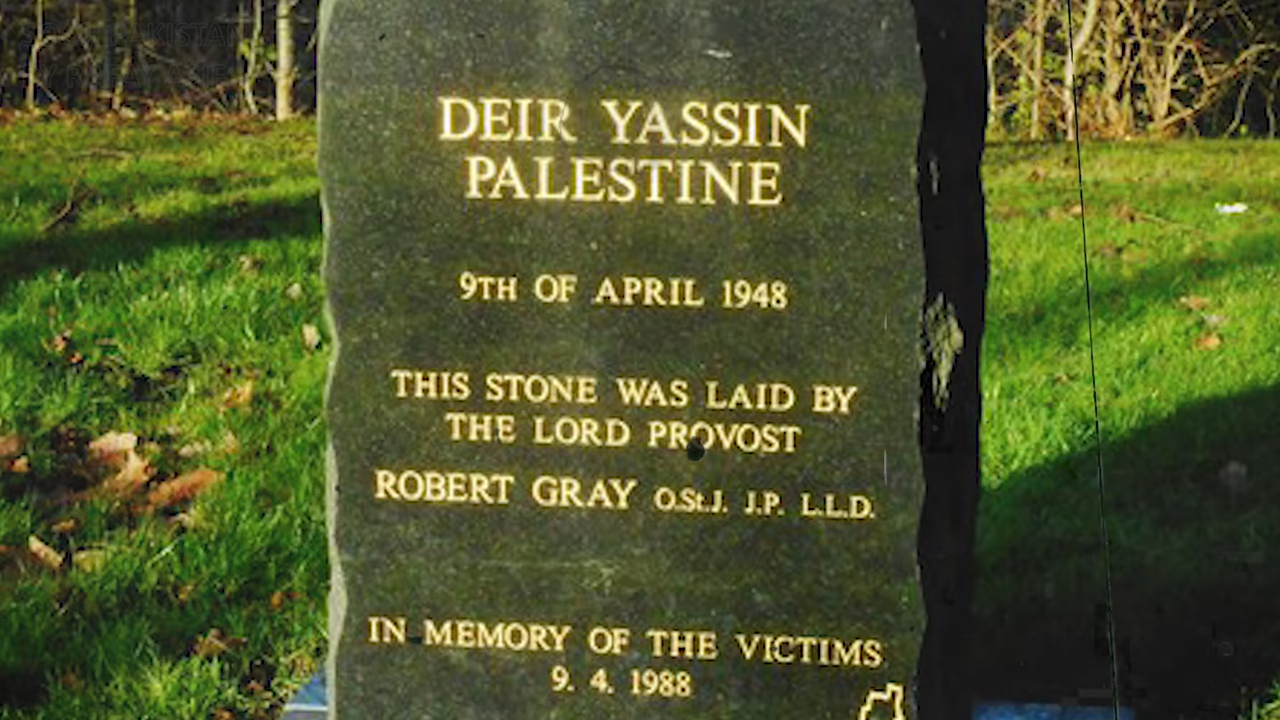 DEIR YASSIN
PALESTINE
9TH OF APRIL 1948
THIS STONE WAS LAID BY
THE LORD PROVOST
ROBERT GRAY O.St.J. J.P. L.L.D.
IN MEMORY OF THE VICTIMS
9. 4. 1988